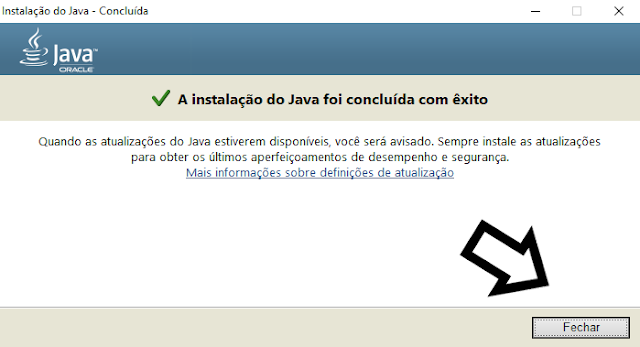 Instalação do Java - Concluída
Java™
ORACLE
A instalação do Java foi concluída com êxito
Quando as atualizações do Java estiverem disponíveis, você será avisado. Sempre instale as atualizações
para obter os últimos aperfeiçoamentos de desempenho e segurança.
Mais informações sobre definições de atualização
Fechar